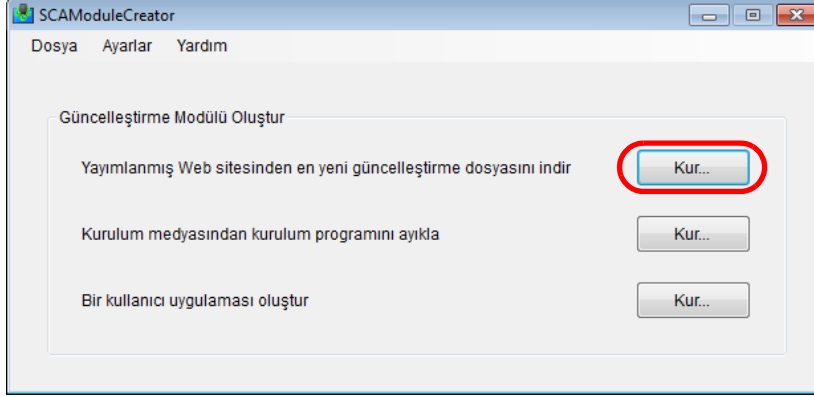 SCAModuleCreator
Dosya Ayarlar Yardım
Güncelleştirme Modülü Oluştur
Yayımlanmış Web sitesinden en yeni güncelleştirme dosyasını indir Kur...
Kurulum medyasından kurulum programını ayıkla Kur...
Bir kullanıcı uygulaması oluştur Kur...